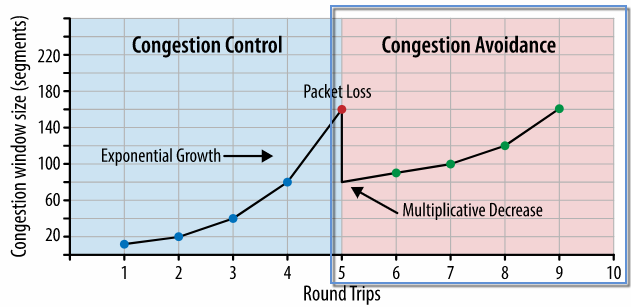 Congestion Control
Congestion Avoidance
Congestion window size (segments)
220
180
140
100
60
20
Packet Loss
Exponential Growth
Multiplicative Decrease
1 2 3 4 5 6 7 8 9 10
Round Trips